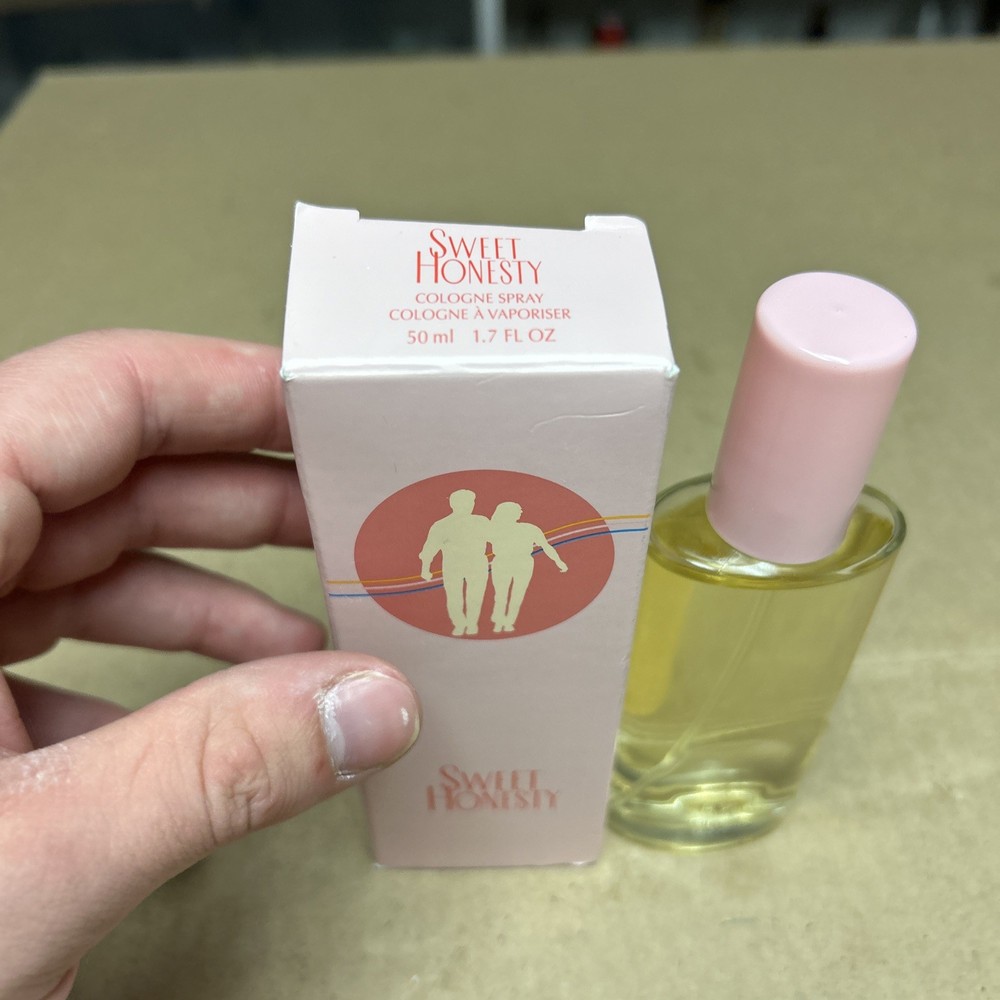 SWEET
HONESTY
COLOGNE SPRAY
COLOGNE À VAPORISER
50 ml 1.7 FL OZ
SWEET
HONESTY